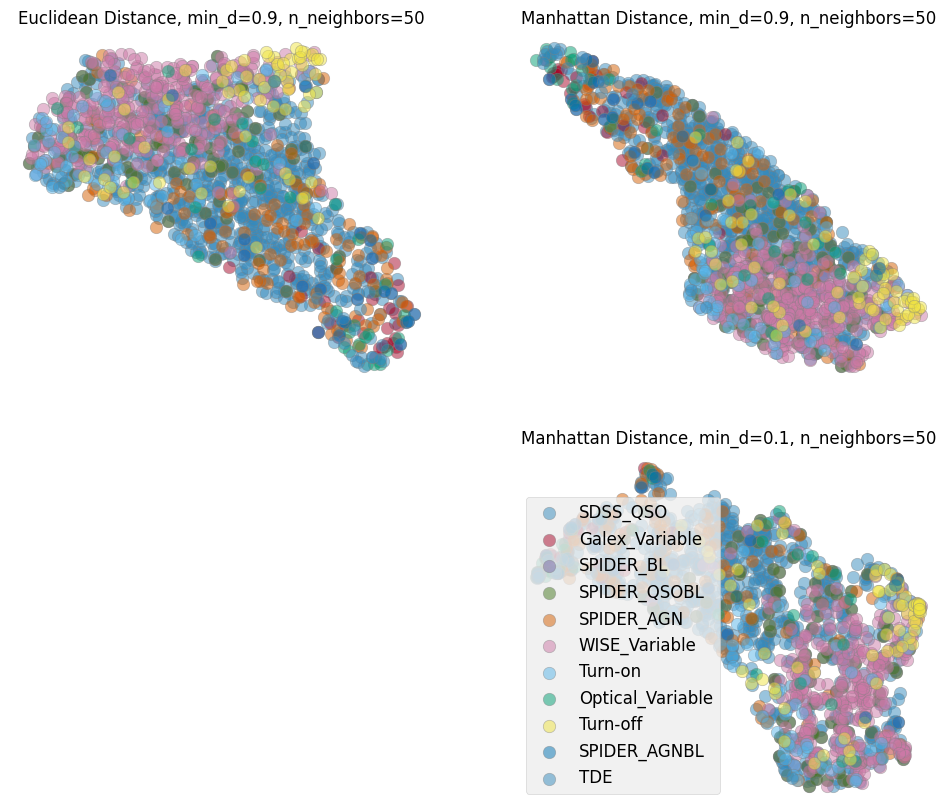 Euclidean Distance, min_d=0.9, n_neighbors=50
Manhattan Distance, min_d=0.9, n_neighbors=50
Manhattan Distance, min_d=0.1, n_neighbors=50
SDSS_QSO
Galex_Variable
SPIDER_BL
SPIDER_QSOBL
SPIDER_AGN
WISE_Variable
Turn-on
Optical_Variable
Turn-off
SPIDER_AGNBL
TDE